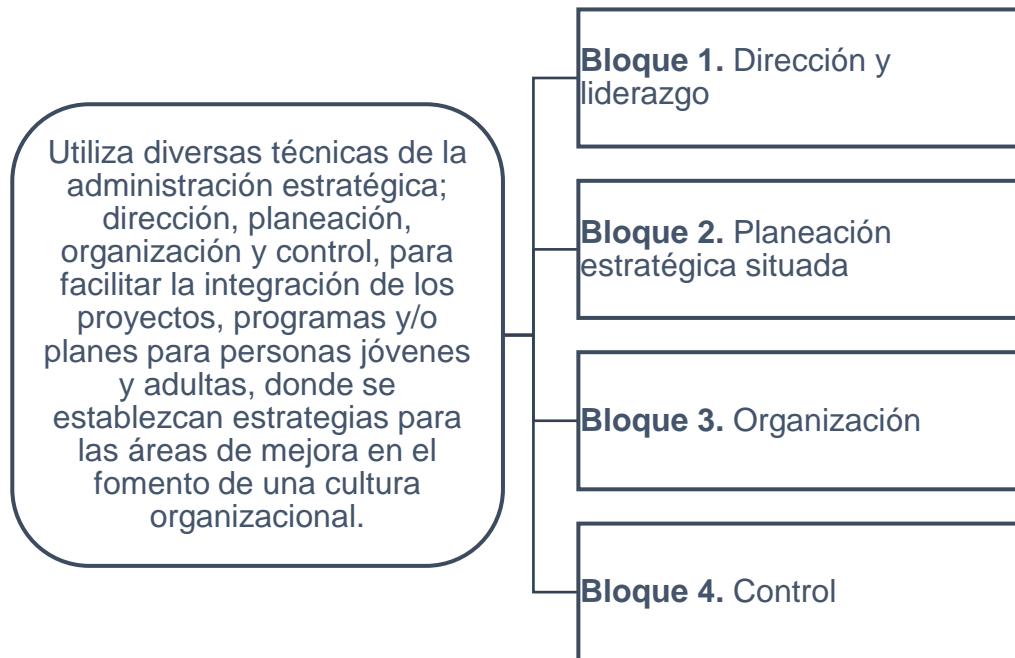 Utiliza diversas técnicas de la
administración estratégica;
dirección, planeación,
organización y control, para
facilitar la integración de los
proyectos, programas y/o
planes para personas jóvenes
y adultas, donde se
establezcan estrategias para
las áreas de mejora en el
fomento de una cultura
organizacional.
Bloque 1. Dirección y
liderazgo
Bloque 2. Planeación
estratégica situada
Bloque 3. Organización
Bloque 4. Control